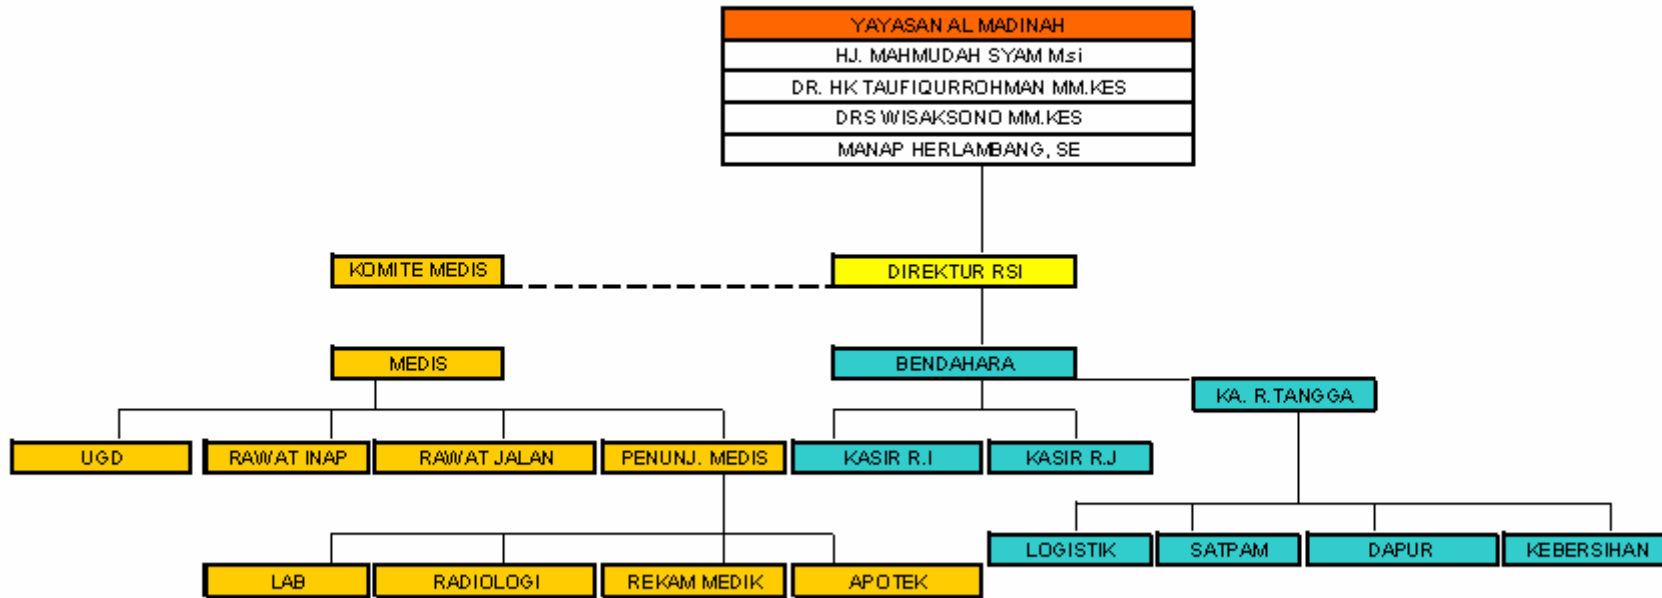 YAYASAN AL MADINAH
HJ. MAHMUDAH SYAM Msi
DR. HK TAUFIQURROHMAN MM.KES
DRS WISAKSONO MM.KES
MANAP HERLAMBANG, SE
KOMITE MEDIS
DIREKTUR RSI
MEDIS
BENDAHARA
KA. R.TANGGA
UGD
RAWAT INAP
RAWAT JALAN
PENUNJ. MEDIS
KASIR R.I
KASIR R.J
LOGISTIK
SATPAM
DAPUR
KEBERSIHAN
LAB
RADIOLOGI
REKAM MEDIK
APOTEK